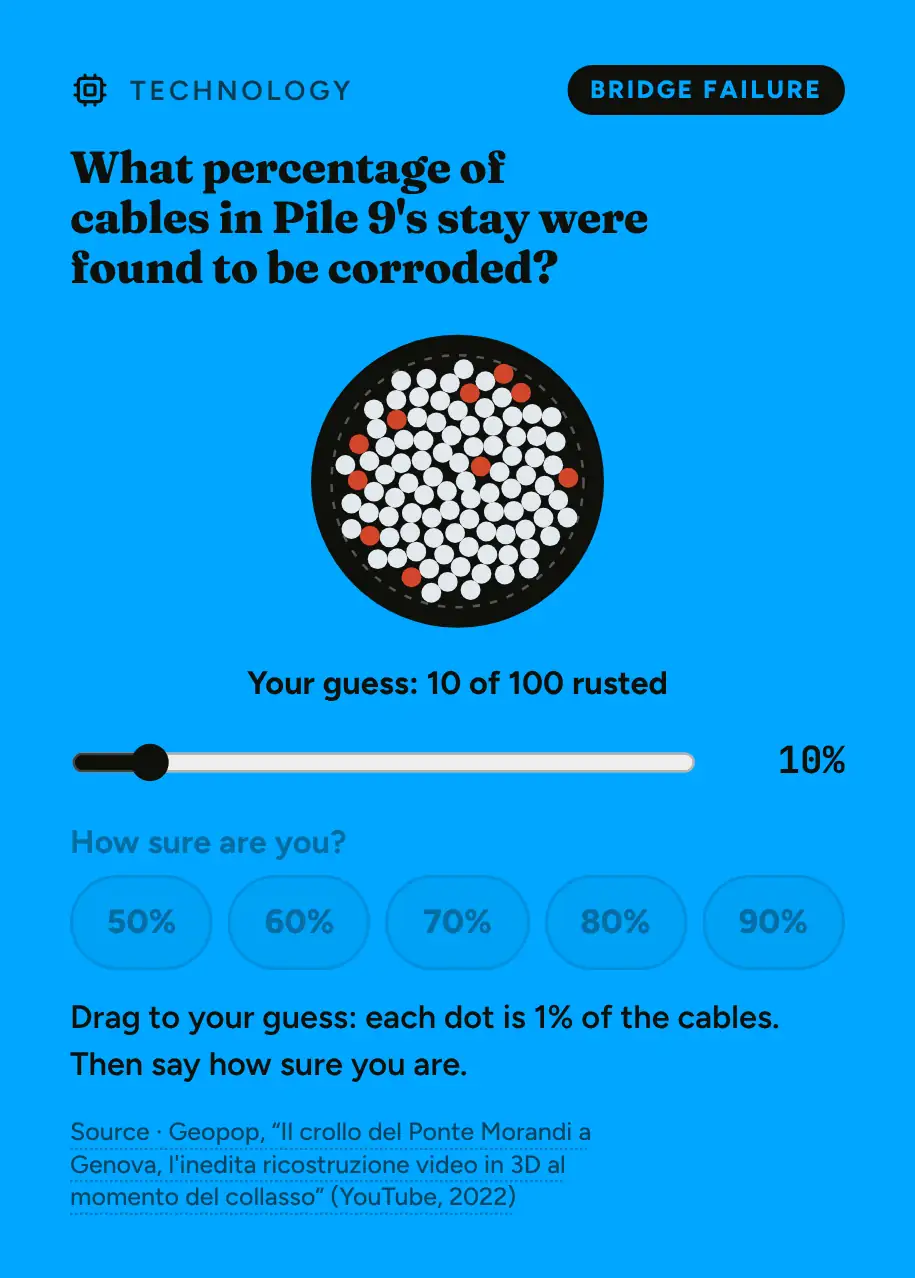 TECHNOLOGY
BRIDGE FAILURE
What percentage of
cables in Pile 9's stay were
found to be corroded?
Your guess: 10 of 100 rusted
10%
How sure are you?
50%
60%
70%
80%
90%
Drag to your guess: each dot is 1% of the cables.
Then say how sure you are.
Source · Geopop, “Il crollo del Ponte Morandi a
Genova, l'inedita ricostruzione video in 3D al
momento del collasso” (YouTube, 2022)